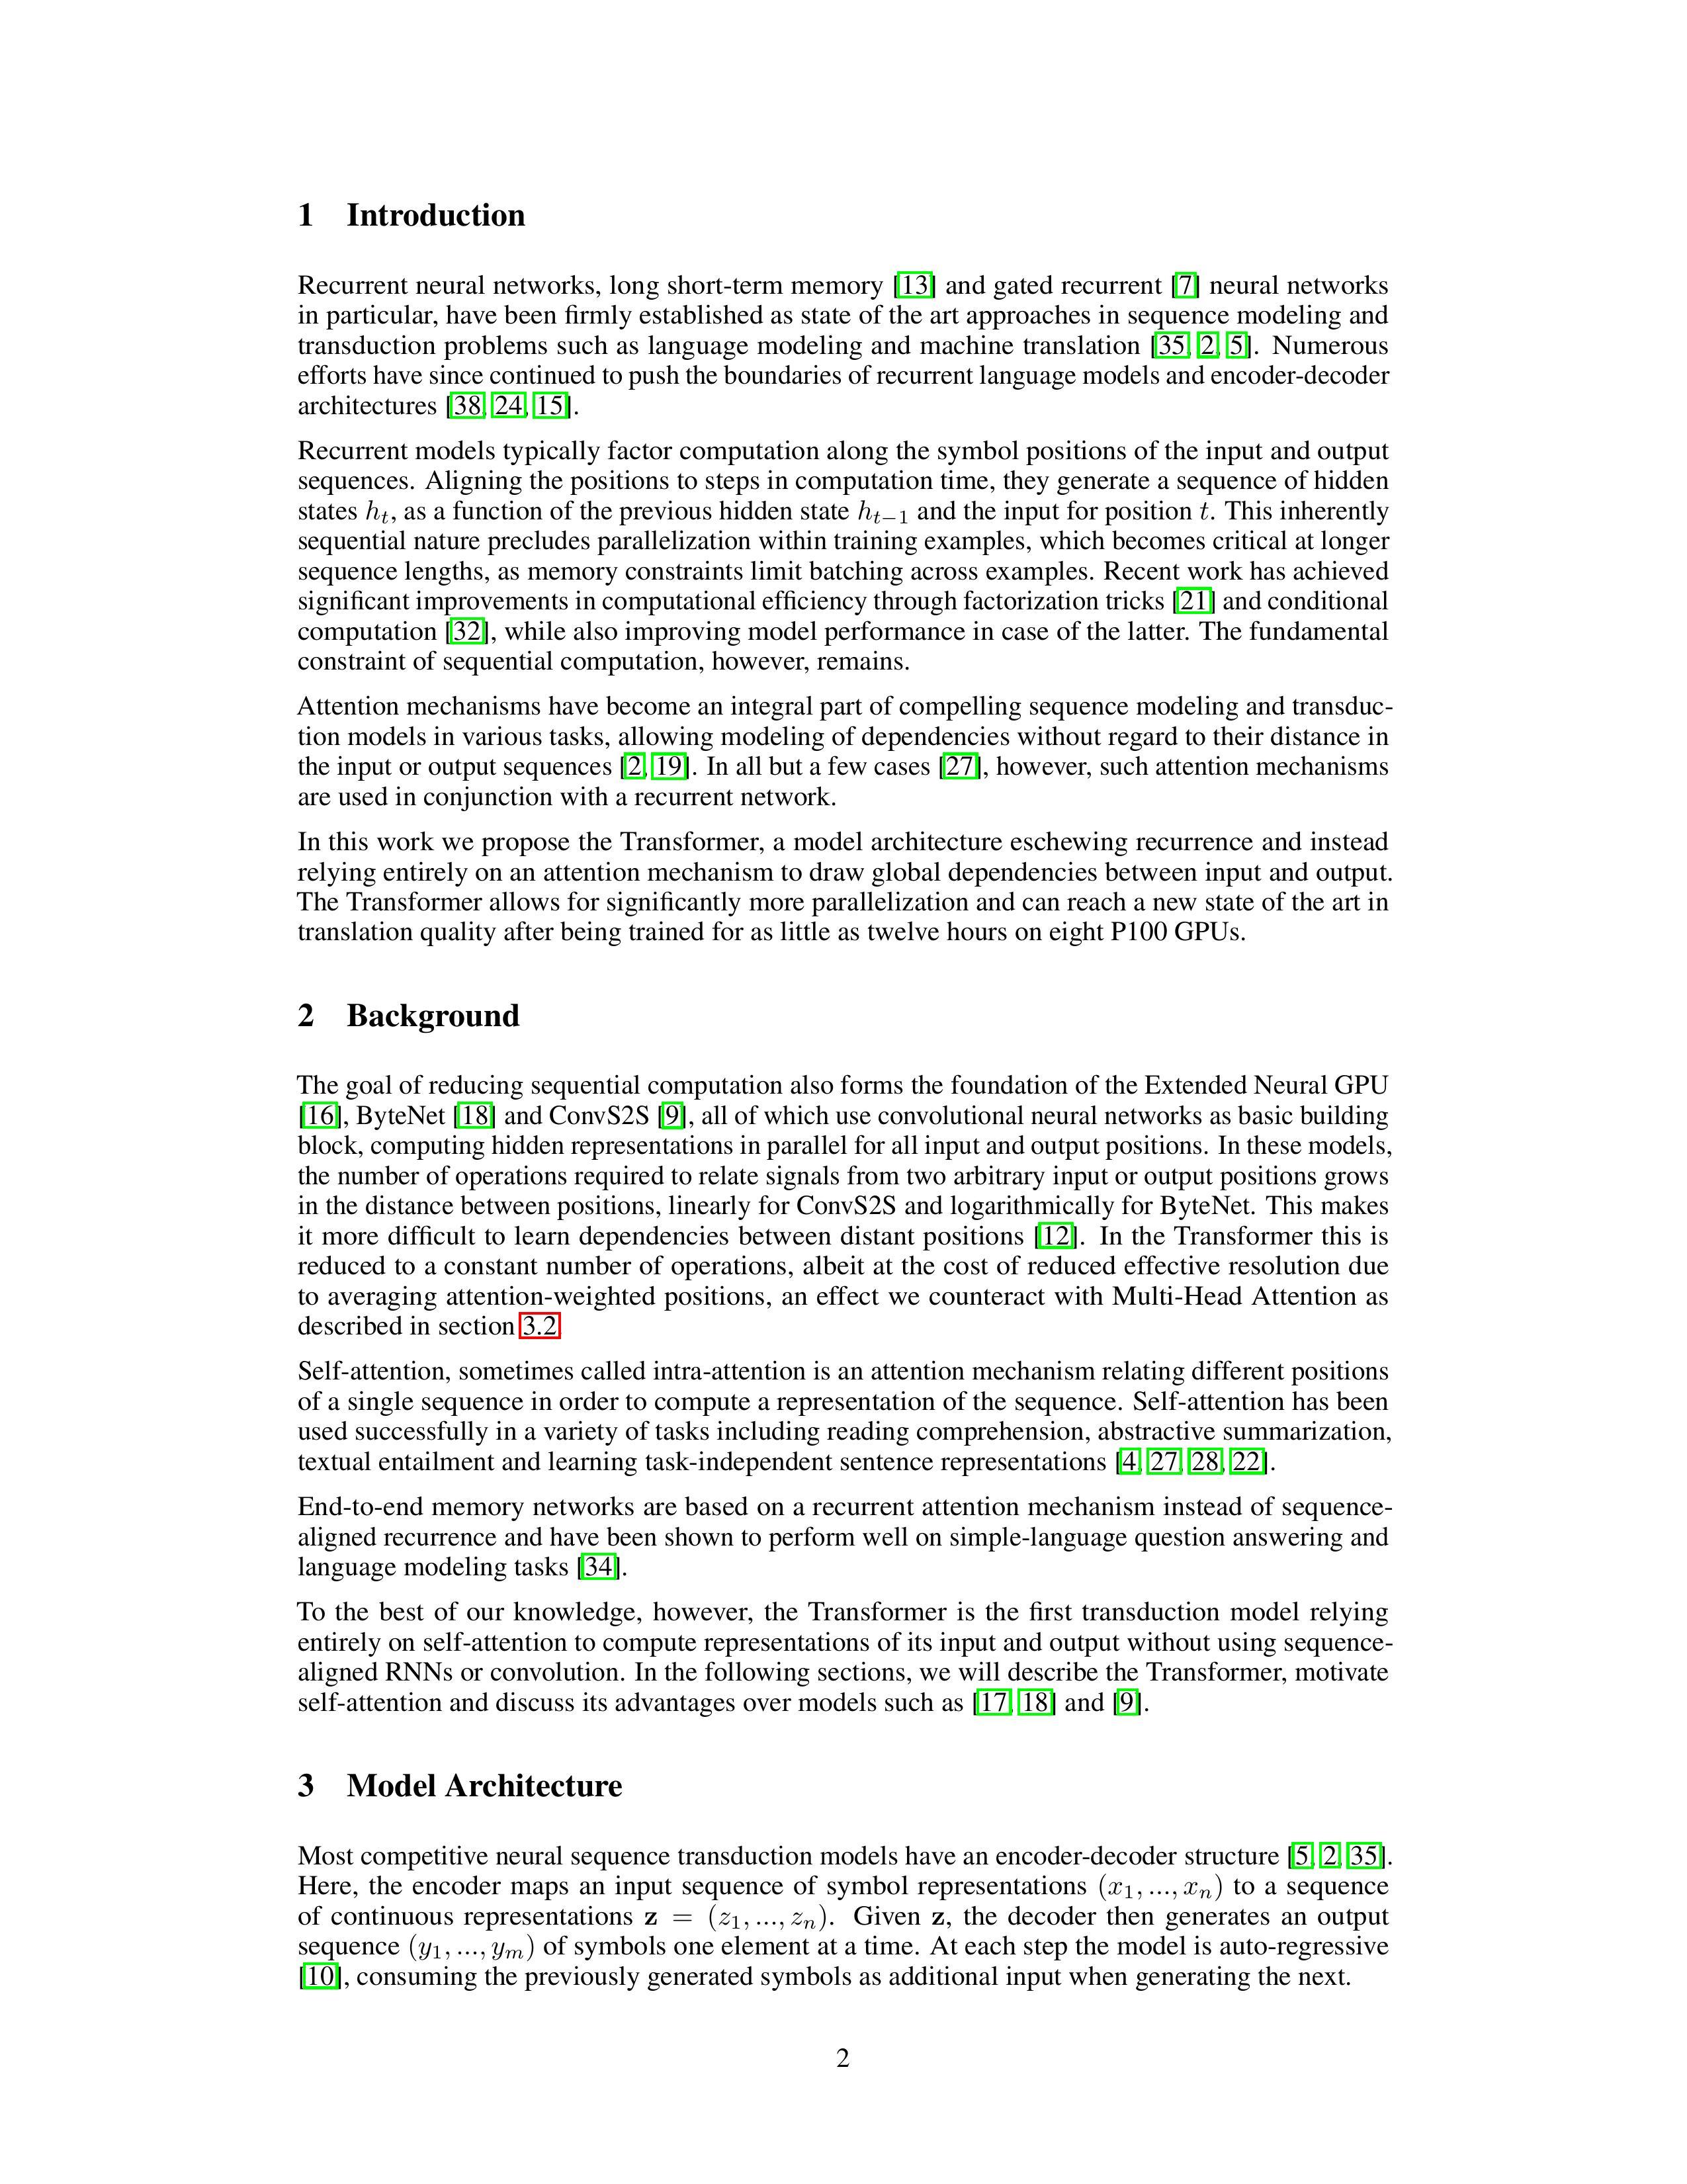 1 Introduction
Recurrent neural networks, long short-term memory [13] and gated recurrent [7] neural networks
in particular, have been firmly established as state of the art approaches in sequence modeling and
transduction problems such as language modeling and machine translation [35, 2, 5]. Numerous
efforts have since continued to push the boundaries of recurrent language models and encoder-decoder
architectures [38, 24, 15].
Recurrent models typically factor computation along the symbol positions of the input and output
sequences. Aligning the positions to steps in computation time, they generate a sequence of hidden
states hₜ, as a function of the previous hidden state hₜ₋₁ and the input for position t. This inherently
sequential nature precludes parallelization within training examples, which becomes critical at longer
sequence lengths, as memory constraints limit batching across examples. Recent work has achieved
significant improvements in computational efficiency through factorization tricks [21] and conditional
computation [32], while also improving model performance in case of the latter. The fundamental
constraint of sequential computation, however, remains.
Attention mechanisms have become an integral part of compelling sequence modeling and transduc-
tion models in various tasks, allowing modeling of dependencies without regard to their distance in
the input or output sequences [2, 19]. In all but a few cases [27], however, such attention mechanisms
are used in conjunction with a recurrent network.
In this work we propose the Transformer, a model architecture eschewing recurrence and instead
relying entirely on an attention mechanism to draw global dependencies between input and output.
The Transformer allows for significantly more parallelization and can reach a new state of the art in
translation quality after being trained for as little as twelve hours on eight P100 GPUs.
2 Background
The goal of reducing sequential computation also forms the foundation of the Extended Neural GPU
[16], ByteNet [18] and ConvS2S [9], all of which use convolutional neural networks as basic building
block, computing hidden representations in parallel for all input and output positions. In these models,
the number of operations required to relate signals from two arbitrary input or output positions grows
in the distance between positions, linearly for ConvS2S and logarithmically for ByteNet. This makes
it more difficult to learn dependencies between distant positions [12]. In the Transformer this is
reduced to a constant number of operations, albeit at the cost of reduced effective resolution due
to averaging attention-weighted positions, an effect we counteract with Multi-Head Attention as
described in section 3.2.
Self-attention, sometimes called intra-attention is an attention mechanism relating different positions
of a single sequence in order to compute a representation of the sequence. Self-attention has been
used successfully in a variety of tasks including reading comprehension, abstractive summarization,
textual entailment and learning task-independent sentence representations [4, 27, 28, 22].
End-to-end memory networks are based on a recurrent attention mechanism instead of sequence-
aligned recurrence and have been shown to perform well on simple-language question answering and
language modeling tasks [34].
To the best of our knowledge, however, the Transformer is the first transduction model relying
entirely on self-attention to compute representations of its input and output without using sequence-
aligned RNNs or convolution. In the following sections, we will describe the Transformer, motivate
self-attention and discuss its advantages over models such as [17, 18] and [9].
3 Model Architecture
Most competitive neural sequence transduction models have an encoder-decoder structure [5, 2, 35].
Here, the encoder maps an input sequence of symbol representations (x₁, ..., xₙ) to a sequence
of continuous representations z = (z₁, ..., zₙ). Given z, the decoder then generates an output
sequence (y₁, ..., yₘ) of symbols one element at a time. At each step the model is auto-regressive
[10], consuming the previously generated symbols as additional input when generating the next.
2